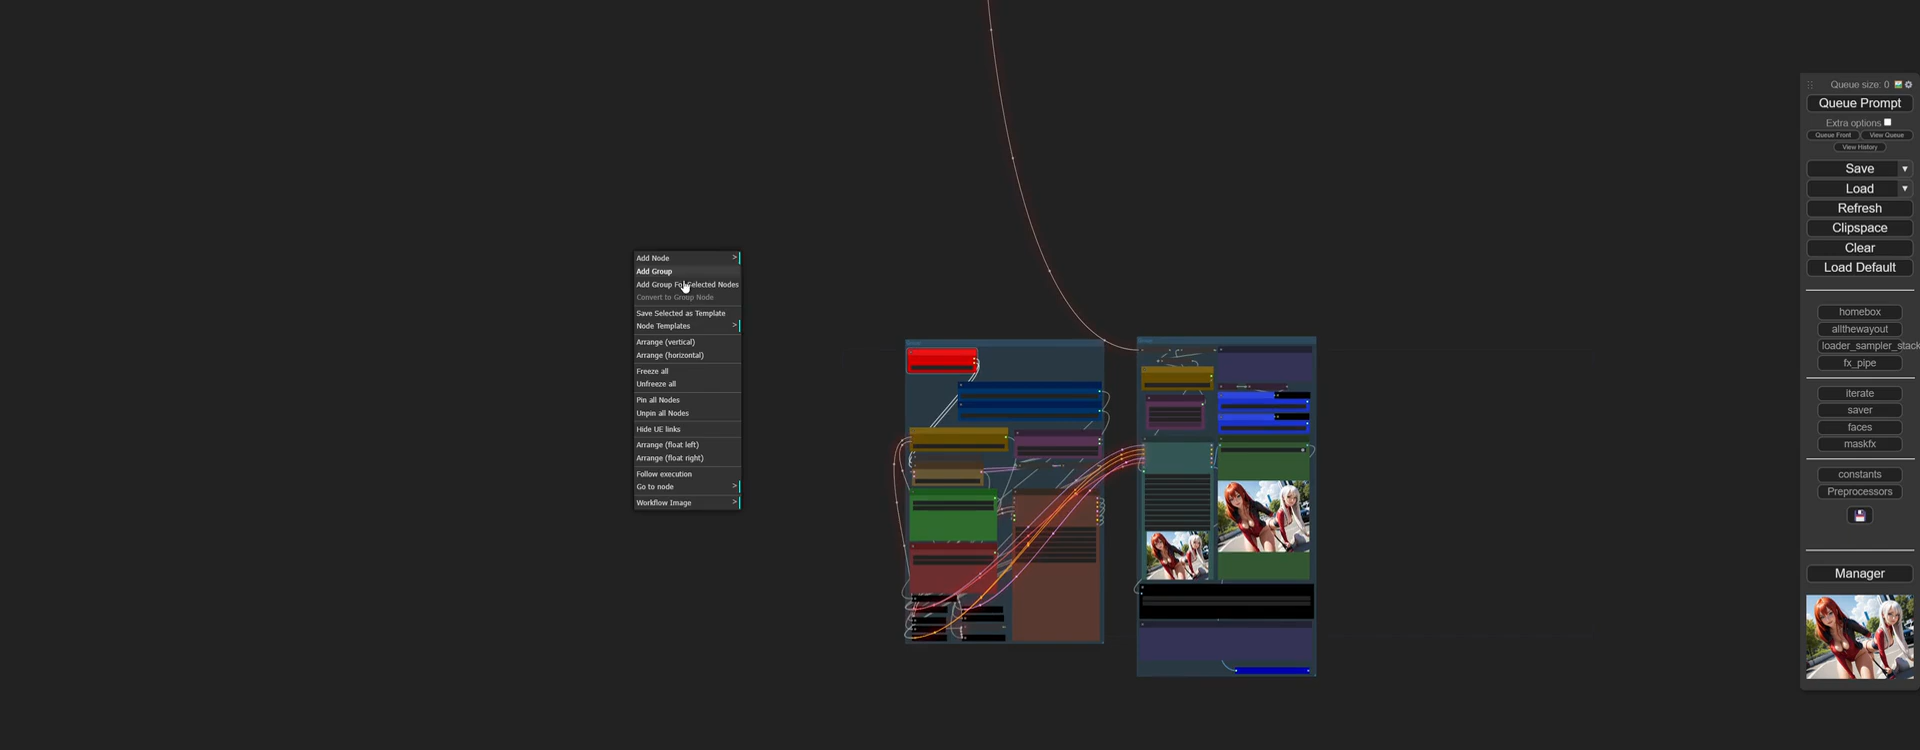 Add Node >
Add Group
Add Group For Selected Nodes
Convert to Group Node
Save Selected as Template
Node Templates >
Arrange (vertical)
Arrange (horizontal)
Freeze all
Unfreeze all
Pin all Nodes
Unpin all Nodes
Hide UE links
Arrange (float left)
Arrange (float right)
Follow execution
Go to node >
Workflow Image >
Queue size: 0
Queue Prompt
Extra options
Queue Front View Queue
View History
Save ▼
Load ▼
Refresh
Clipspace
Clear
Load Default
homebox
allthewayout
loader_sampler_stack
fx_pipe
iterate
saver
faces
maskfx
constants
Preprocessors
Manager